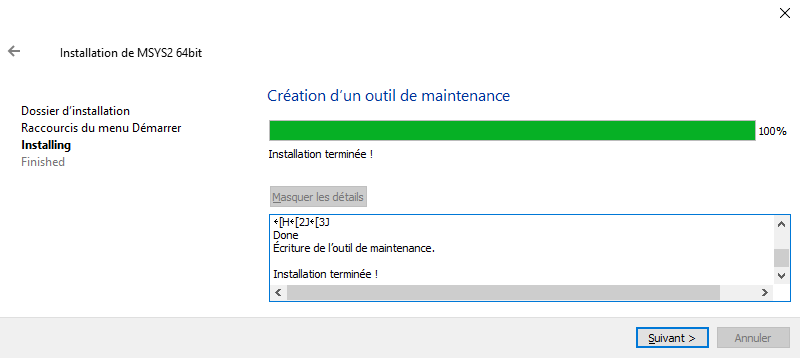 Installation de MSYS2 64bit
Dossier d'installation
Raccourcis du menu Démarrer
Installing
Finished
Création d'un outil de maintenance
100%
Installation terminée !
Masquer les détails
←[H←[2J←[3J
Done
Écriture de l'outil de maintenance.
Installation terminée !
Suivant >
Annuler